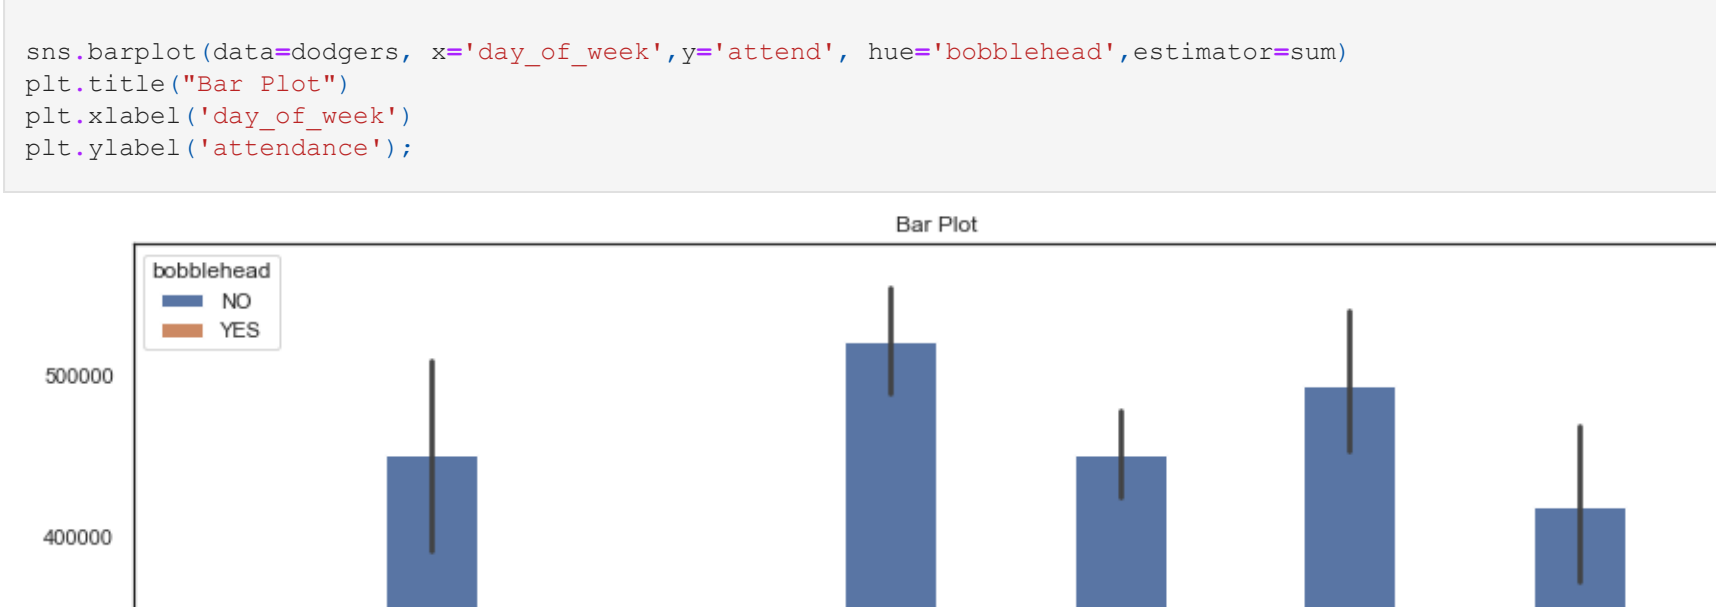 sns.barplot(data=dodgers, x='day_of_week',y='attend', hue='bobblehead',estimator=sum)
plt.title("Bar Plot")
plt.xlabel('day_of_week')
plt.ylabel('attendance');
Bar Plot
bobblehead
NO
YES
500000
400000